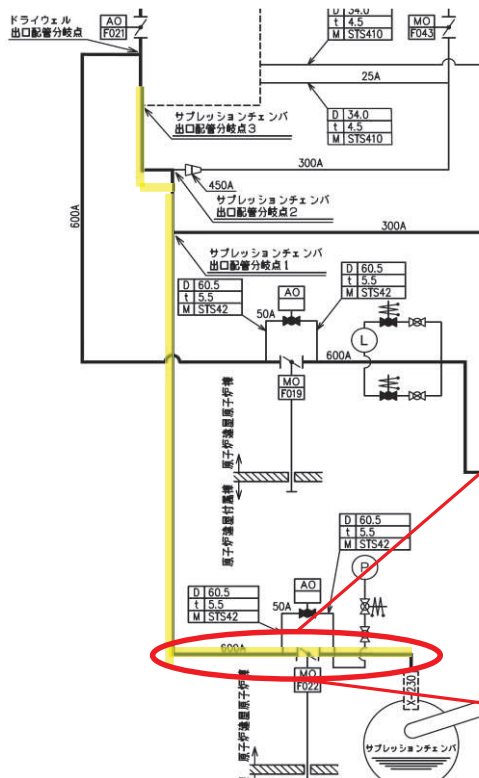 ドライウェル
出口配管分岐点
AO
F021
D 34.0
t 4.5
M STS410
MO
F043
25A
サプレッションチェンバ
出口配管分岐点3
D 34.0
t 4.5
M STS410
300A
450A
サプレッションチェンバ
出口配管分岐点2
600A
300A
サプレッションチェンバ
出口配管分岐点1
D 60.5
t 5.5
M STS42
AO
D 60.5
t 5.5
M STS42
50A
L
600A
MO
F019
原子炉建屋原子炉棟
原子炉建屋付属棟
D 60.5
t 5.5
M STS42
P
AO
D 60.5
t 5.5
M STS42
50A
600A
MO
F022
X-230
原子炉建屋原子炉棟
サプレッションチェンバ